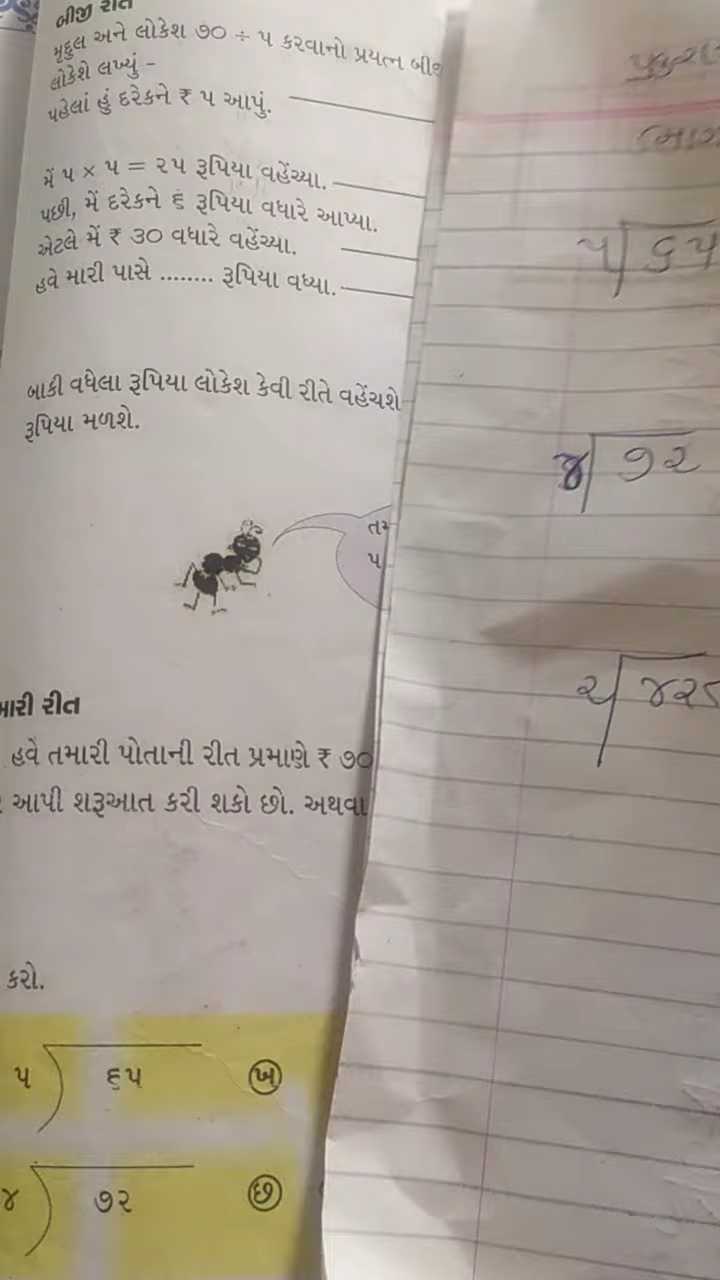 બીજી રીત
મૃદુલ અને લોકેશ ૭૦ ÷ ૫ કરવાનો પ્રયત્ન
લોકેશે લખ્યું -
પહેલાં હું દરેકને ₹ ૫ આપું.
મેં ૫ × ૫ = ૨૫ રૂપિયા વહેંચ્યા.
પછી, મેં દરેકને ૬ રૂપિયા વધારે આપ્યા.
એટલે મેં ₹ ૩૦ વધારે વહેંચ્યા.
હવે મારી પાસે ........ રૂપિયા વધ્યા.
બાકી વધેલા રૂપિયા લોકેશ કેવી રીતે વહેંચશે
રૂપિયા મળશે.
૫
રીત
હવે તમારી પોતાની રીત પ્રમાણે ₹ ૭૦
આપી શરૂઆત કરી શકો છો. અથવા
કરો.
૫ ૬૫ ખ
૪ ૭૨ છ
૫ ૬૫
૪ ૭૨
૨